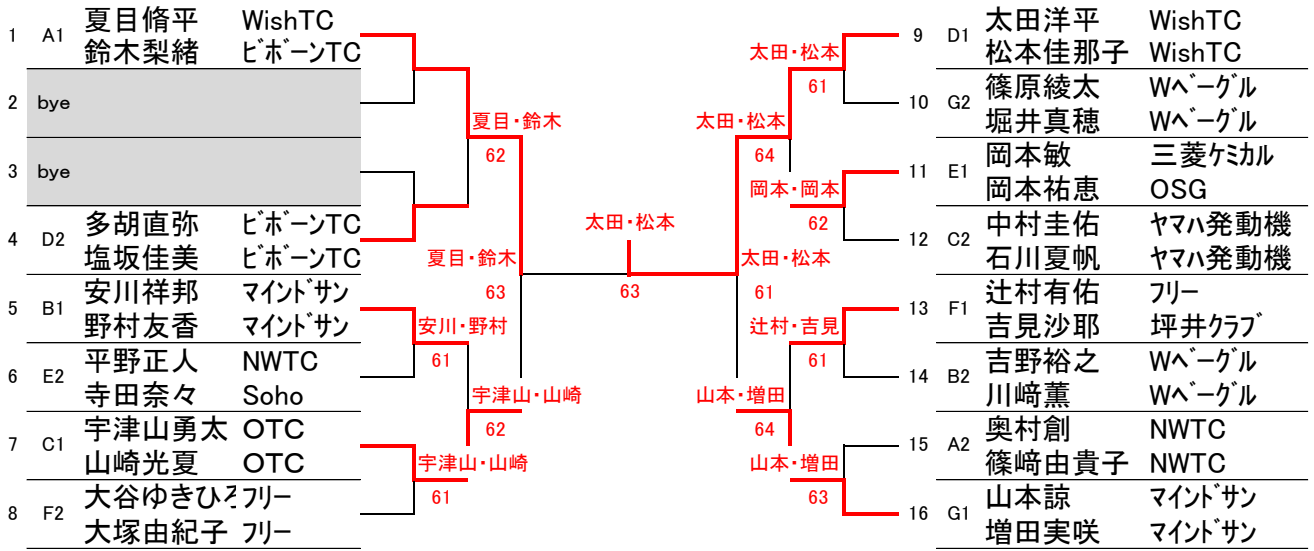 1 A1 夏目脩平 WishTC
鈴木梨緒 ビボーンTC
2 bye
3 bye
4 D2 多胡直弥 ビボーンTC
塩坂佳美 ビボーンTC
5 B1 安川祥邦 マインドサン
野村友香 マインドサン
6 E2 平野正人 NWTC
寺田奈々 Soho
7 C1 宇津山勇太 OTC
山崎光夏 OTC
8 F2 大谷ゆきひろ フリー
大塚由紀子 フリー
夏目・鈴木
62
夏目・鈴木
63
安川・野村
61
宇津山・山崎
62
宇津山・山崎
61
太田・松本
63
太田・松本
61
太田・松本
64
岡本・岡本
62
太田・松本
61
辻村・吉見
61
山本・増田
64
山本・増田
63
9 D1 太田洋平 WishTC
松本佳那子 WishTC
10 G2 篠原綾太 Wベーグル
堀井真穂 Wベーグル
11 E1 岡本敏 三菱ケミカル
岡本祐恵 OSG
12 C2 中村圭佑 ヤマハ発動機
石川夏帆 ヤマハ発動機
13 F1 辻村有佑 フリー
吉見沙耶 坪井クラブ
14 B2 吉野裕之 Wベーグル
川﨑薫 Wベーグル
15 A2 奥村創 NWTC
篠﨑由貴子 NWTC
16 G1 山本諒 マインドサン
増田実咲 マインドサン